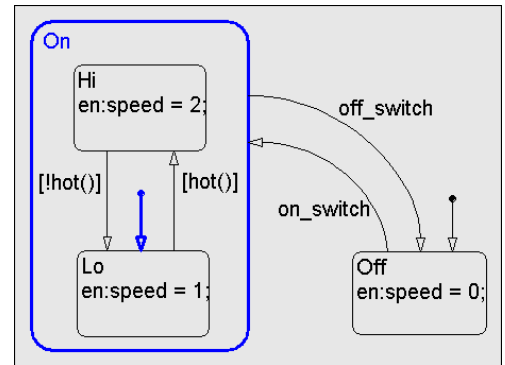 On
Hi
en:speed = 2;
off_switch
[!hot()]
[hot()]
on_switch
Lo
en:speed = 1;
Off
en:speed = 0;